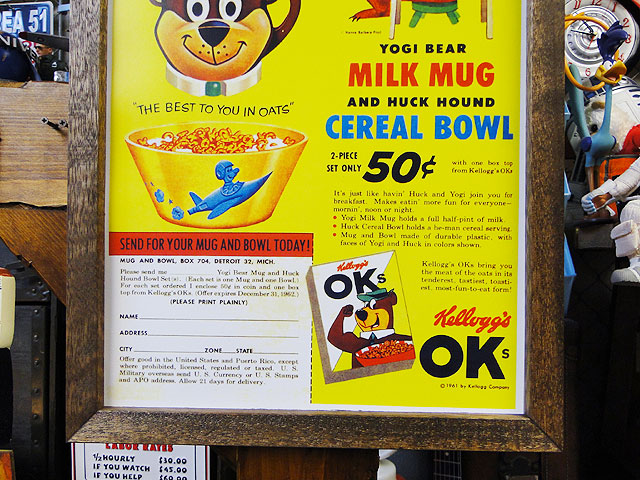 EA 51
© Hanna-Barbera Prod.
YOGI BEAR
MILK MUG
AND HUCK HOUND
CEREAL BOWL
"THE BEST TO YOU IN OATS"
2-PIECE
SET ONLY 50¢ with one box top
from Kellogg's OKs
It's just like havin' Huck and Yogi join you for
breakfast. Makes eatin' more fun for everyone—
mornin', noon or night.
• Yogi Milk Mug holds a full half-pint of milk.
• Huck Cereal Bowl holds a he-man cereal serving.
• Mug and Bowl made of durable plastic, with
faces of Yogi and Huck in colors shown.
SEND FOR YOUR MUG AND BOWL TODAY!
MUG AND BOWL, BOX 704, DETROIT 32, MICH.
Please send me Yogi Bear Mug and Huck
Hound Bowl Set(s). (Each set is one Mug and one Bowl.)
For each set ordered I enclose 50¢ in coin and one box
top from Kellogg's OKs. (Offer expires December 31, 1962.)
(PLEASE PRINT PLAINLY)
NAME
ADDRESS
CITY ZONE STATE
Offer good in the United States and Puerto Rico, except
where prohibited, licensed, regulated or taxed. U. S.
Military overseas send U. S. Currency or U. S. Stamps
and APO address. Allow 21 days for delivery.
Kellogg's
OKs
Kellogg's OKs bring you
the meat of the oats in its
tenderest, tastiest, toasti-
est, most-fun-to-eat form!
Kellogg's
OKs
© 1961 by Kellogg Company
LABOR RATES
1/2 HOURLY $30.00
IF YOU WATCH $45.00
IF YOU HELP $60.00